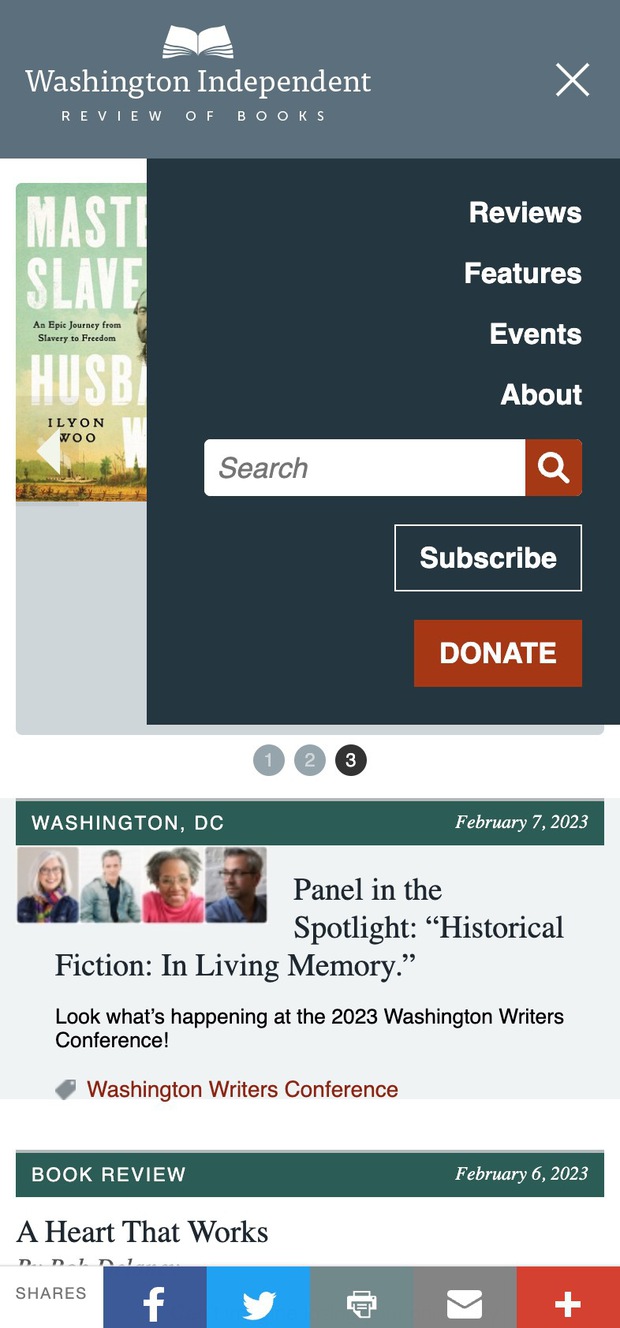 Washington Independent
REVIEW OF BOOKS
Reviews
Features
Events
About
Search
Subscribe
DONATE
SLAVE
An Epic Journey from
Slavery to Freedom
ILYON
WOO
1 2 3
WASHINGTON, DC February 7, 2023
Panel in the
Spotlight: “Historical
Fiction: In Living Memory.”
Look what’s happening at the 2023 Washington Writers
Conference!
Washington Writers Conference
BOOK REVIEW February 6, 2023
A Heart That Works
SHARES